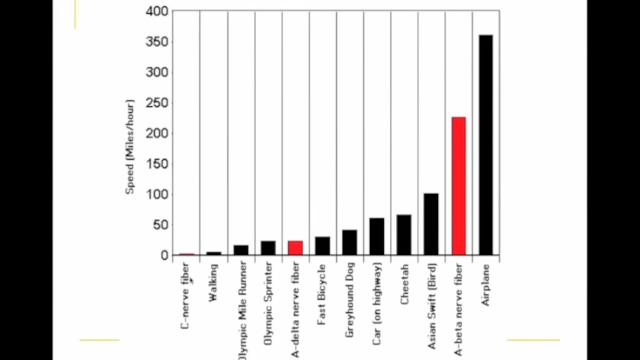 400
350
300
250
200
150
100
50
0
Speed (Miles/hour)
C-nerve fiber
Walking
Olympic Mile Runner
Olympic Sprinter
A-delta nerve fiber
Fast Bicycle
Greyhound Dog
Car (on highway)
Cheetah
Asian Swift (Bird)
A-beta nerve fiber
Airplane